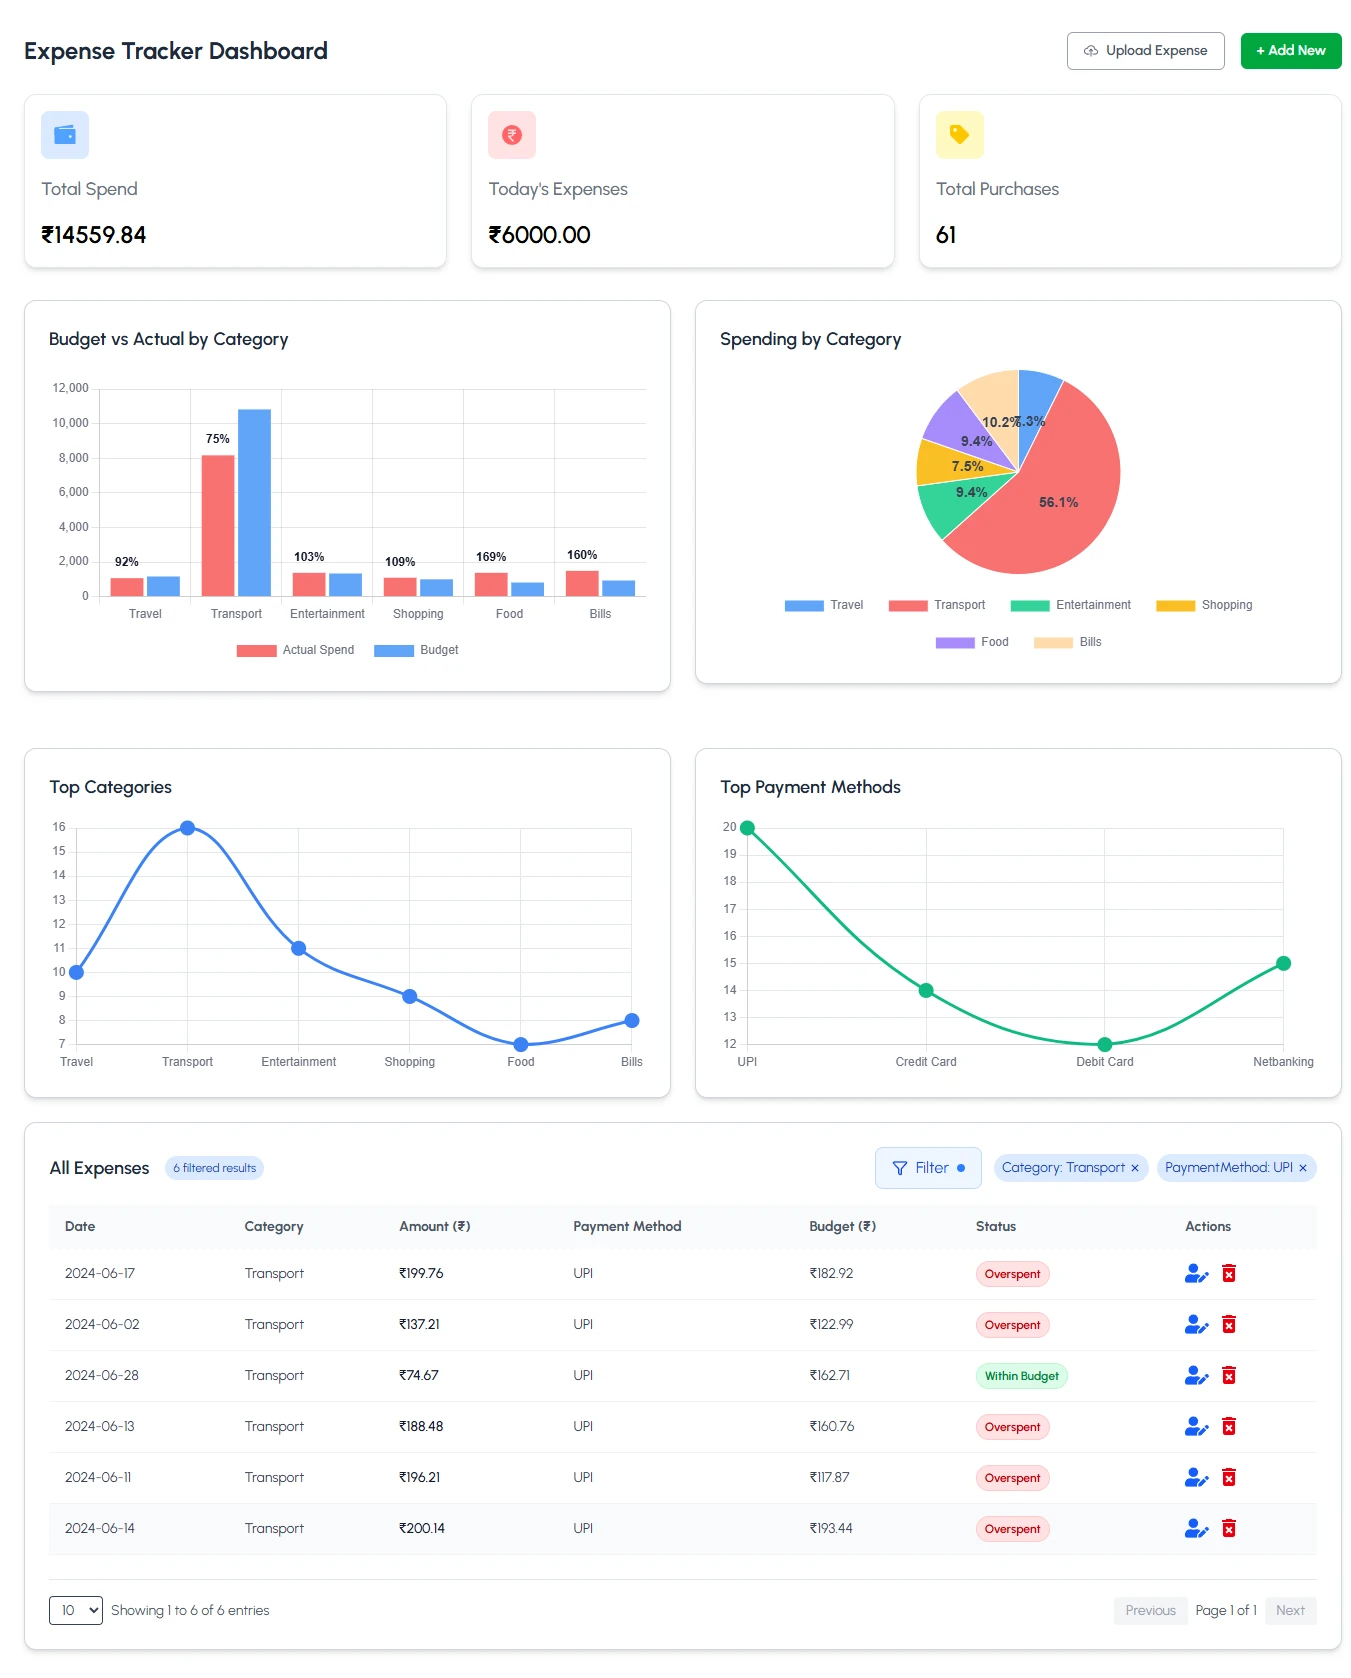 Expense Tracker Dashboard
Upload Expense
+ Add New
Total Spend
₹14559.84
Today's Expenses
₹6000.00
Total Purchases
61
Budget vs Actual by Category
12,000
10,000
8,000
6,000
4,000
2,000
0
92%
75%
103%
109%
169%
160%
Travel Transport Entertainment Shopping Food Bills
Actual Spend Budget
Spending by Category
10.2%
7.3%
9.4%
7.5%
9.4%
56.1%
Travel Transport Entertainment Shopping
Food Bills
Top Categories
16
15
14
13
12
11
10
9
8
7
Travel Transport Entertainment Shopping Food Bills
Top Payment Methods
20
19
18
17
16
15
14
13
12
UPI Credit Card Debit Card Netbanking
All Expenses 6 filtered results Filter Category: Transport × PaymentMethod: UPI ×
Date Category Amount (₹) Payment Method Budget (₹) Status Actions
2024-06-17 Transport ₹199.76 UPI ₹182.92 Overspent
2024-06-02 Transport ₹137.21 UPI ₹122.99 Overspent
2024-06-28 Transport ₹74.67 UPI ₹162.71 Within Budget
2024-06-13 Transport ₹188.48 UPI ₹160.76 Overspent
2024-06-11 Transport ₹196.21 UPI ₹117.87 Overspent
2024-06-14 Transport ₹200.14 UPI ₹193.44 Overspent
10 Showing 1 to 6 of 6 entries Previous Page 1 of 1 Next